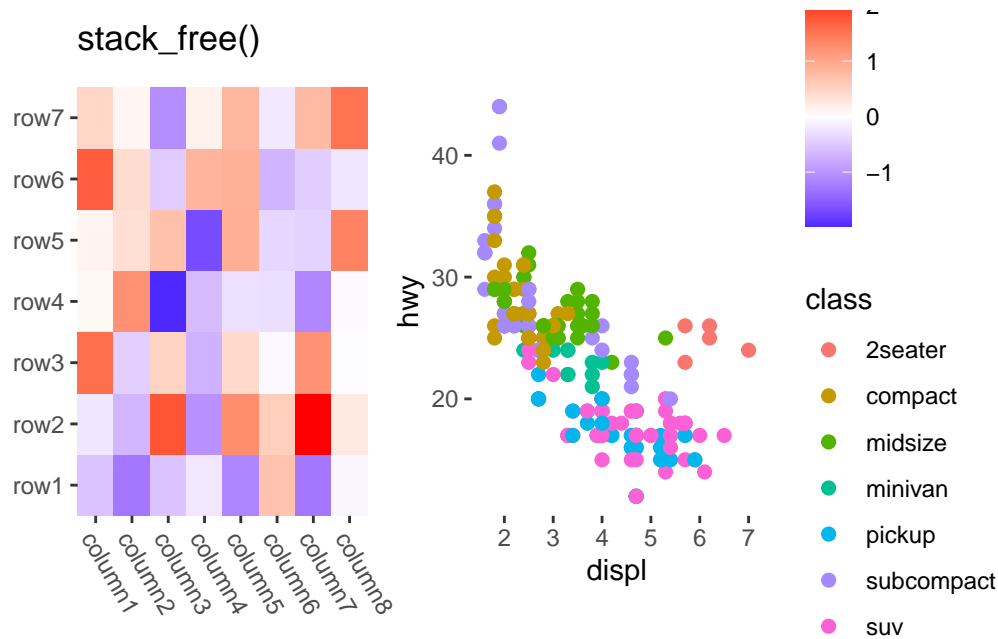 stack_free()
row7
row6
row5
row4
row3
row2
row1
column1
column2
column3
column4
column5
column6
column7
column8
hwy
40
30
20
2
3
4
5
6
7
displ
2
1
0
−1
class
2seater
compact
midsize
minivan
pickup
subcompact
suv